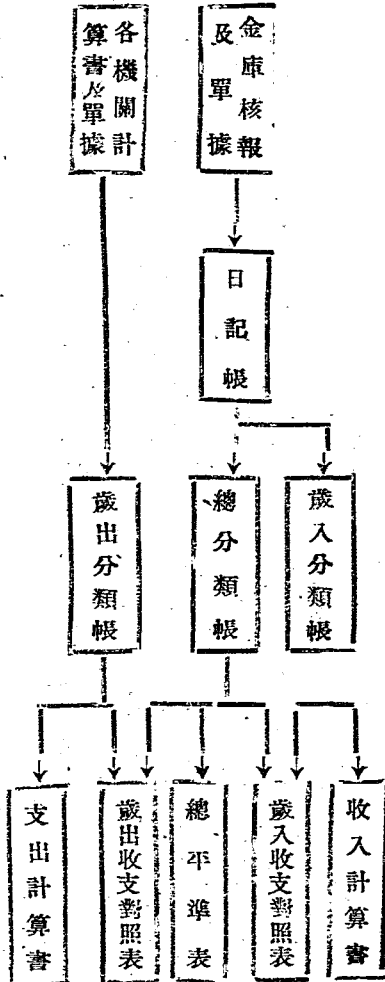 金庫核報
及單據
各機關計
算書及單據
日記帳
歲入分類帳
總分類帳
歲出分類帳
收入計算書
歲入收支對照表
總平準表
歲出收支對照表
支出計算書